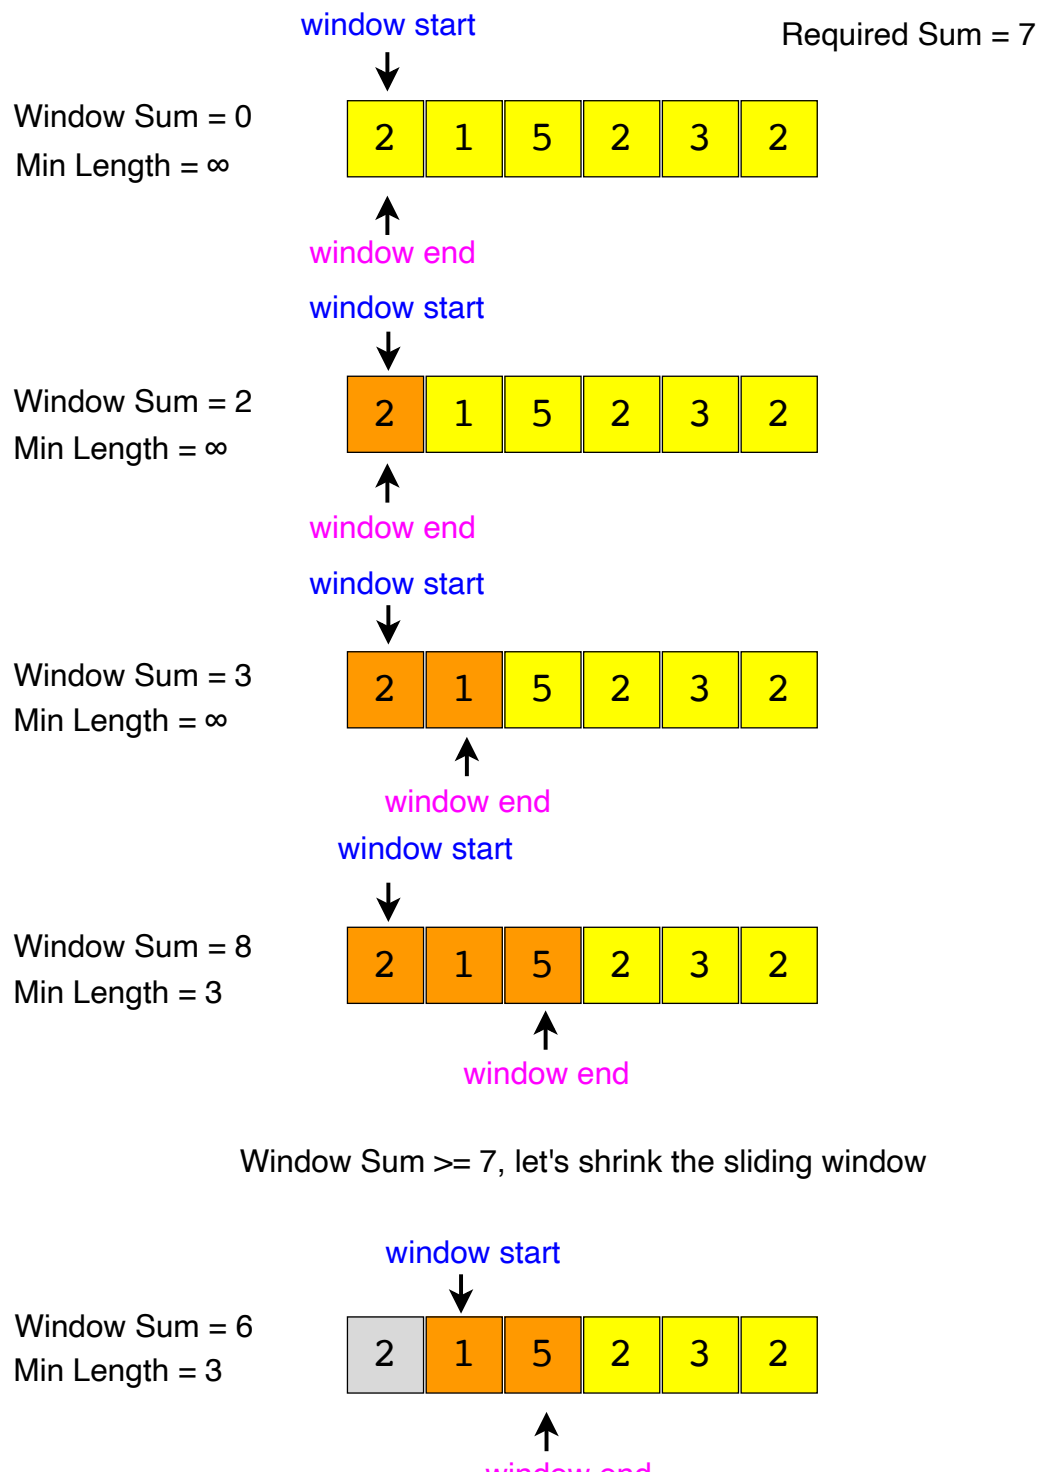 window start
Required Sum = 7
Window Sum = 0
Min Length = ∞
2 1 5 2 3 2
window end
window start
Window Sum = 2
Min Length = ∞
2 1 5 2 3 2
window end
window start
Window Sum = 3
Min Length = ∞
2 1 5 2 3 2
window end
window start
Window Sum = 8
Min Length = 3
2 1 5 2 3 2
window end
Window Sum >= 7, let's shrink the sliding window
window start
Window Sum = 6
Min Length = 3
2 1 5 2 3 2
window end